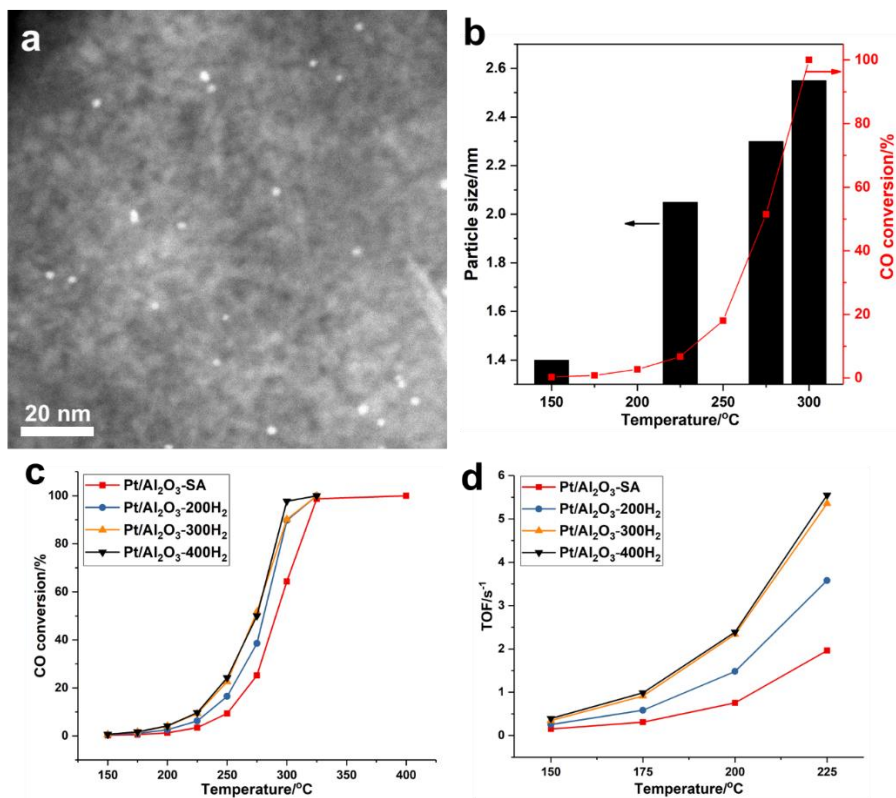 a
20 nm
b
Particle size/nm
2.6
2.4
2.2
2.0
1.8
1.6
1.4
150
200
250
300
Temperature/°C
100
80
60
40
20
0
CO conversion/%
c
Pt/Al₂O₃-SA
Pt/Al₂O₃-200H₂
Pt/Al₂O₃-300H₂
Pt/Al₂O₃-400H₂
CO conversion/%
100
80
60
40
20
0
150
200
250
300
350
400
Temperature/°C
d
Pt/Al₂O₃-SA
Pt/Al₂O₃-200H₂
Pt/Al₂O₃-300H₂
Pt/Al₂O₃-400H₂
TOF/s⁻¹
6
5
4
3
2
1
0
150
175
200
225
Temperature/°C